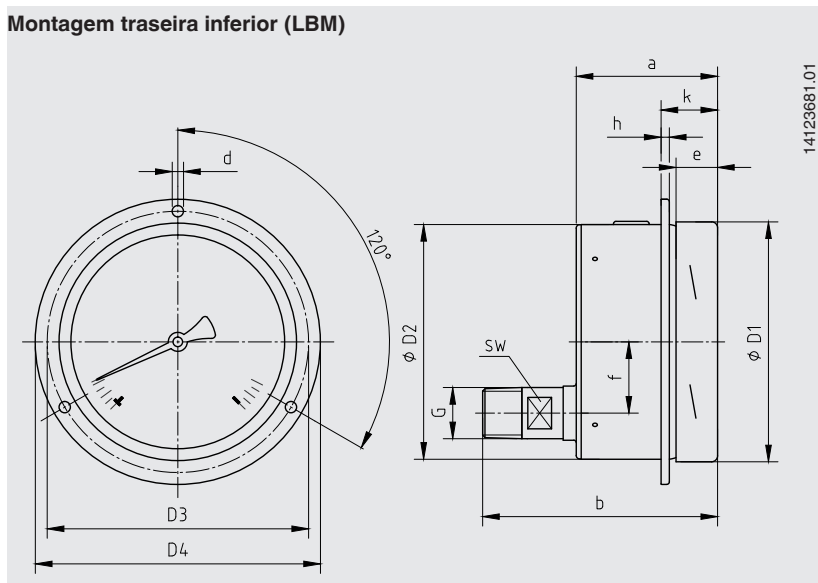 Montagem traseira inferior (LBM)
14123681.01
a
k
h
e
d
120°
ϕ D2
SW
f
ϕ D1
G
b
D3
D4